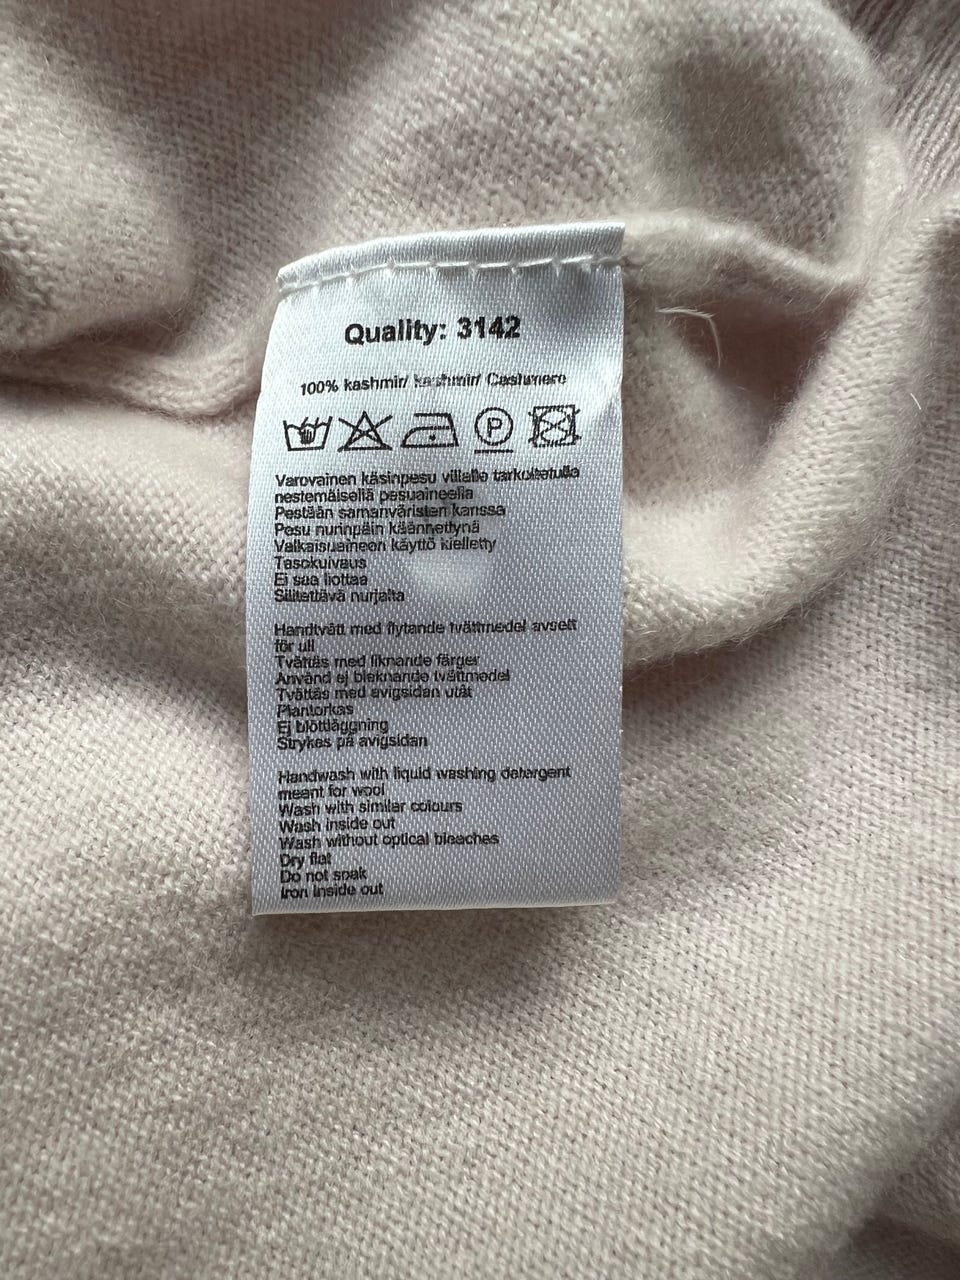 Quality: 3142
100% kashmir/ kashmir/ Cashmere
P
Varovainen käsinpesu villalle tarkoitetulla
nestemäisellä pesuaineella
Pestään samanväristen kanssa
Pesu nurinpäin käännettynä
Valkaisuaineen käyttö kielletty
Tasokuivaus
Ei saa liottaa
Silitettävä nurjalta
Handtvätt med flytande tvättmedel avsett
för ull
Tvättas med liknande färger
Använd ej bleknande tvättmedel
Tvättas med avigsidan utåt
Plantorkas
Ej blötläggning
Strykes på avigsidan
Handwash with liquid washing detergent
meant for wool
Wash with similar colours
Wash inside out
Wash without optical bleaches
Dry flat
Do not soak
Iron inside out